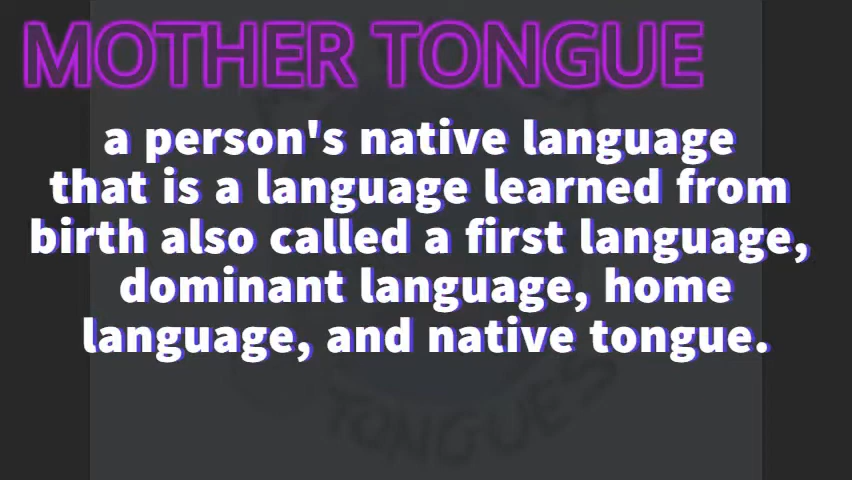 MOTHER TONGUE
a person's native language
that is a language learned from
birth also called a first language,
dominant language, home
language, and native tongue.
TONGUES